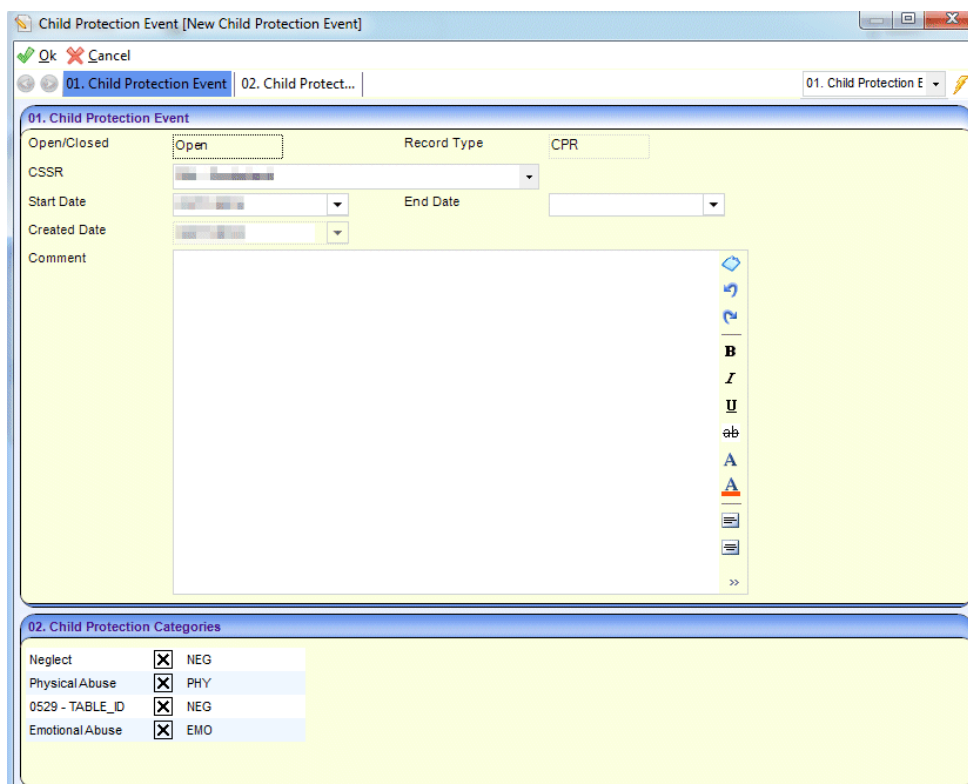 Child Protection Event [New Child Protection Event]
Ok Cancel
01. Child Protection Event 02. Child Protect... 01. Child Protection E
01. Child Protection Event
Open/Closed Open Record Type CPR
CSSR
Start Date End Date
Created Date
Comment
B
I
U
ab
A
A
02. Child Protection Categories
Neglect NEG
Physical Abuse PHY
0529 - TABLE_ID NEG
Emotional Abuse EMO